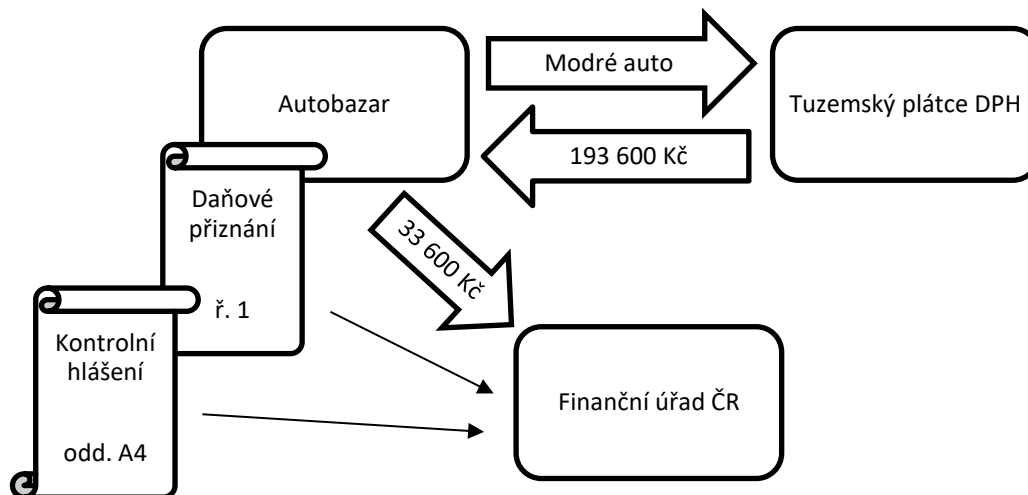 Modré auto
Autobazar
Tuzemský plátce DPH
193 600 Kč
Daňové
přiznání
33 600 Kč
ř. 1
Kontrolní
hlášení
Finanční úřad ČR
odd. A4